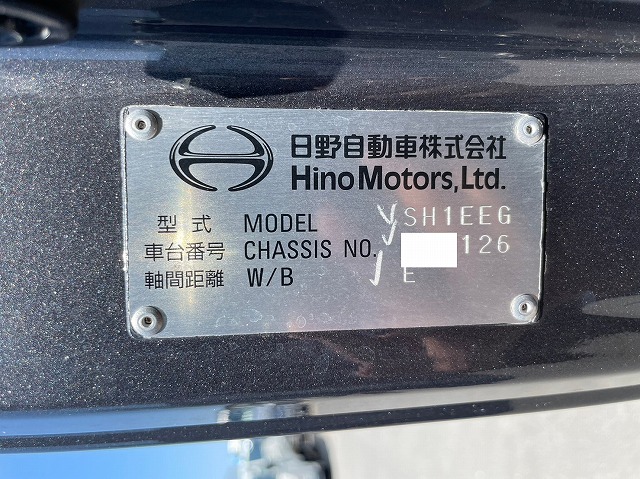 日野自動車株式会社
Hino Motors, Ltd.
型式 MODEL SH1EEG
車台番号 CHASSIS NO. 126
軸間距離 W/B E